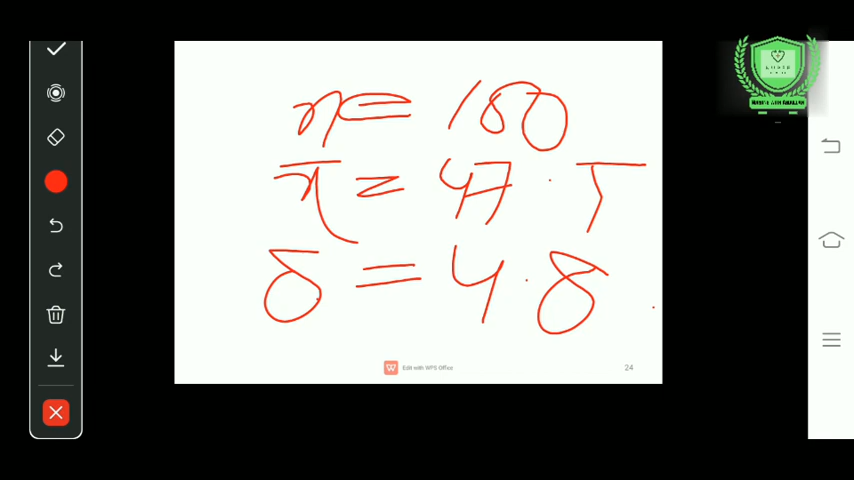 n = 180
x̄ = 47.5
δ = 4.8
Edit with WPS Office
24